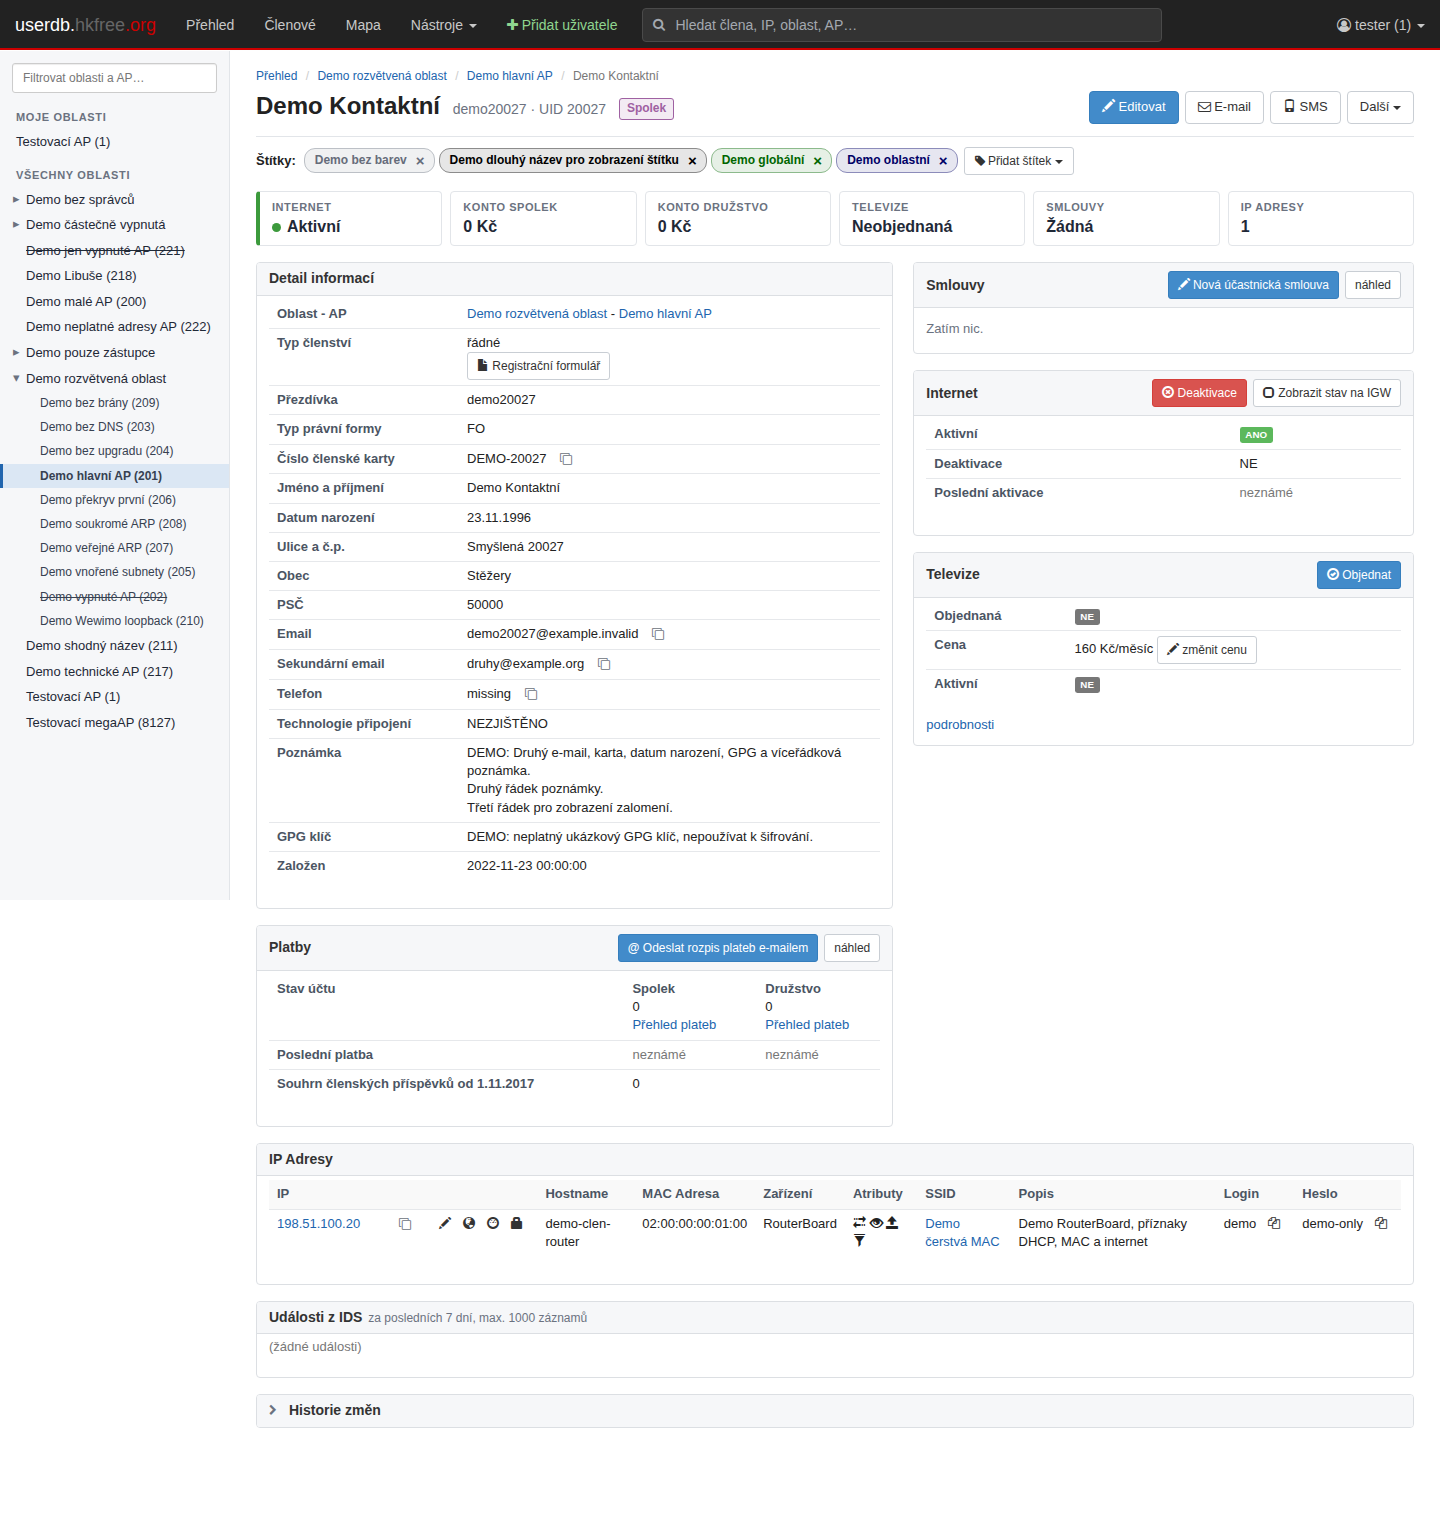 userdb.hkfree.org Přehled Členové Mapa Nástroje Přidat uživatele Hledat člena, IP, oblast, AP… tester (1)
Filtrovat oblasti a AP…
MOJE OBLASTI
Testovací AP (1)
VŠECHNY OBLASTI
Demo bez správců
Demo částečně vypnutá
Demo jen vypnuté AP (221)
Demo Libuše (218)
Demo malé AP (200)
Demo neplatné adresy AP (222)
Demo pouze zástupce
Demo rozvětvená oblast
Demo bez brány (209)
Demo bez DNS (203)
Demo bez upgradu (204)
Demo hlavní AP (201)
Demo překryv první (206)
Demo soukromé ARP (208)
Demo veřejné ARP (207)
Demo vnořené subnety (205)
Demo vypnuté AP (202)
Demo Wewimo loopback (210)
Demo shodný název (211)
Demo technické AP (217)
Testovací AP (1)
Testovací megaAP (8127)
Přehled / Demo rozvětvená oblast / Demo hlavní AP / Demo Kontaktní
Demo Kontaktní demo20027 · UID 20027 Spolek
Editovat E-mail SMS Další
Štítky: Demo bez barev × Demo dlouhý název pro zobrazení štítku × Demo globální × Demo oblastní × Přidat štítek
INTERNET
Aktivní
KONTO SPOLEK
0 Kč
KONTO DRUŽSTVO
0 Kč
TELEVIZE
Neobjednaná
SMLOUVY
Žádná
IP ADRESY
1
Detail informací
Oblast - AP Demo rozvětvená oblast - Demo hlavní AP
Typ členství řádné
Registrační formulář
Přezdívka demo20027
Typ právní formy FO
Číslo členské karty DEMO-20027
Jméno a příjmení Demo Kontaktní
Datum narození 23.11.1996
Ulice a č.p. Smyšlená 20027
Obec Stěžery
PSČ 50000
Email demo20027@example.invalid
Sekundární email druhy@example.org
Telefon missing
Technologie připojení NEZJIŠTĚNO
Poznámka DEMO: Druhý e-mail, karta, datum narození, GPG a víceřádková
poznámka.
Druhý řádek poznámky.
Třetí řádek pro zobrazení zalomení.
GPG klíč DEMO: neplatný ukázkový GPG klíč, nepoužívat k šifrování.
Založen 2022-11-23 00:00:00
Smlouvy Nová účastnická smlouva náhled
Zatím nic.
Internet Deaktivace Zobrazit stav na IGW
Aktivní ANO
Deaktivace NE
Poslední aktivace neznámé
Televize Objednat
Objednaná NE
Cena 160 Kč/měsíc změnit cenu
Aktivní NE
podrobnosti
Platby @ Odeslat rozpis plateb e-mailem náhled
Stav účtu Spolek Družstvo
0 0
Přehled plateb Přehled plateb
Poslední platba neznámé neznámé
Souhrn členských příspěvků od 1.11.2017 0
IP Adresy
IP Hostname MAC Adresa Zařízení Atributy SSID Popis Login Heslo
198.51.100.20 demo-clen- 02:00:00:00:01:00 RouterBoard Demo Demo RouterBoard, příznaky demo demo-only
router čerstvá MAC DHCP, MAC a internet
Události z IDS za posledních 7 dní, max. 1000 záznamů
(žádné události)
Historie změn